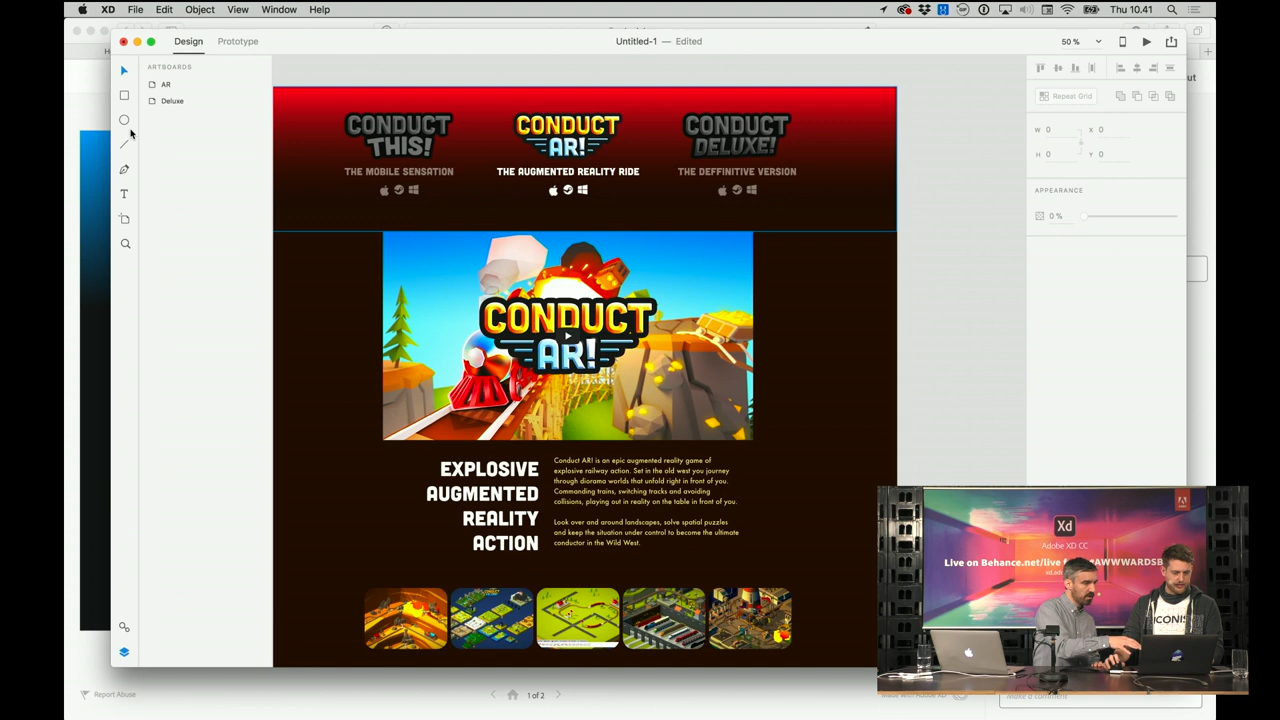 XD File Edit Object View Window Help
Thu 10.41
Design Prototype
Untitled-1 — Edited
50 %
ARTBOARDS
AR
Deluxe
CONDUCT THIS!
THE MOBILE SENSATION
CONDUCT AR!
THE AUGMENTED REALITY RIDE
CONDUCT DELUXE!
THE DEFFINITIVE VERSION
Repeat Grid
W 0 X 0
H 0 Y 0
APPEARANCE
0 %
CONDUCT
AR!
EXPLOSIVE
AUGMENTED
REALITY
ACTION
Conduct AR! is an epic augmented reality game of
explosive railway action. Set in the old west you journey
through diorama worlds that unfold right in front of you.
Commanding trains, switching tracks and avoiding
collisions, playing out in reality on the table in front of you.
Look over and around landscapes, solve spatial puzzles
and keep the situation under control to become the ultimate
conductor in the Wild West.
Xd
Adobe XD CC
Live on Behance.net/live
AWWWARDSB
Report Abuse
1 of 2